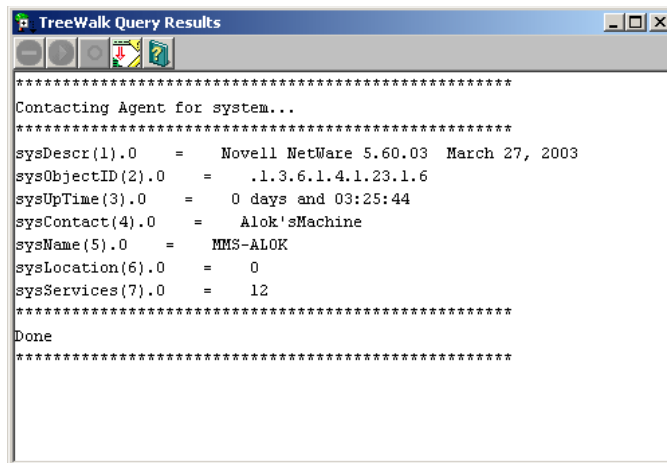 TreeWalk Query Results
*****************************************************
Contacting Agent for system...
*****************************************************
sysDescr(1).0    =    Novell NetWare 5.60.03  March 27, 2003
sysObjectID(2).0    =    .1.3.6.1.4.1.23.1.6
sysUpTime(3).0    =    0 days and 03:25:44
sysContact(4).0    =    Alok'sMachine
sysName(5).0    =    MMS-ALOK
sysLocation(6).0    =    0
sysServices(7).0    =    12
*****************************************************
Done
*****************************************************